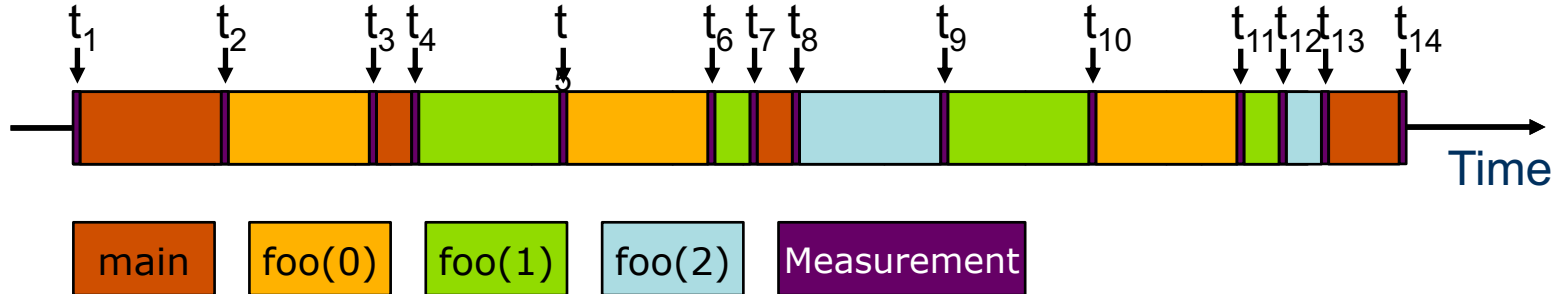 t1 t2 t3 t4 t5 t6 t7 t8 t9 t10 t11 t12 t13 t14
Time
main foo(0) foo(1) foo(2) Measurement